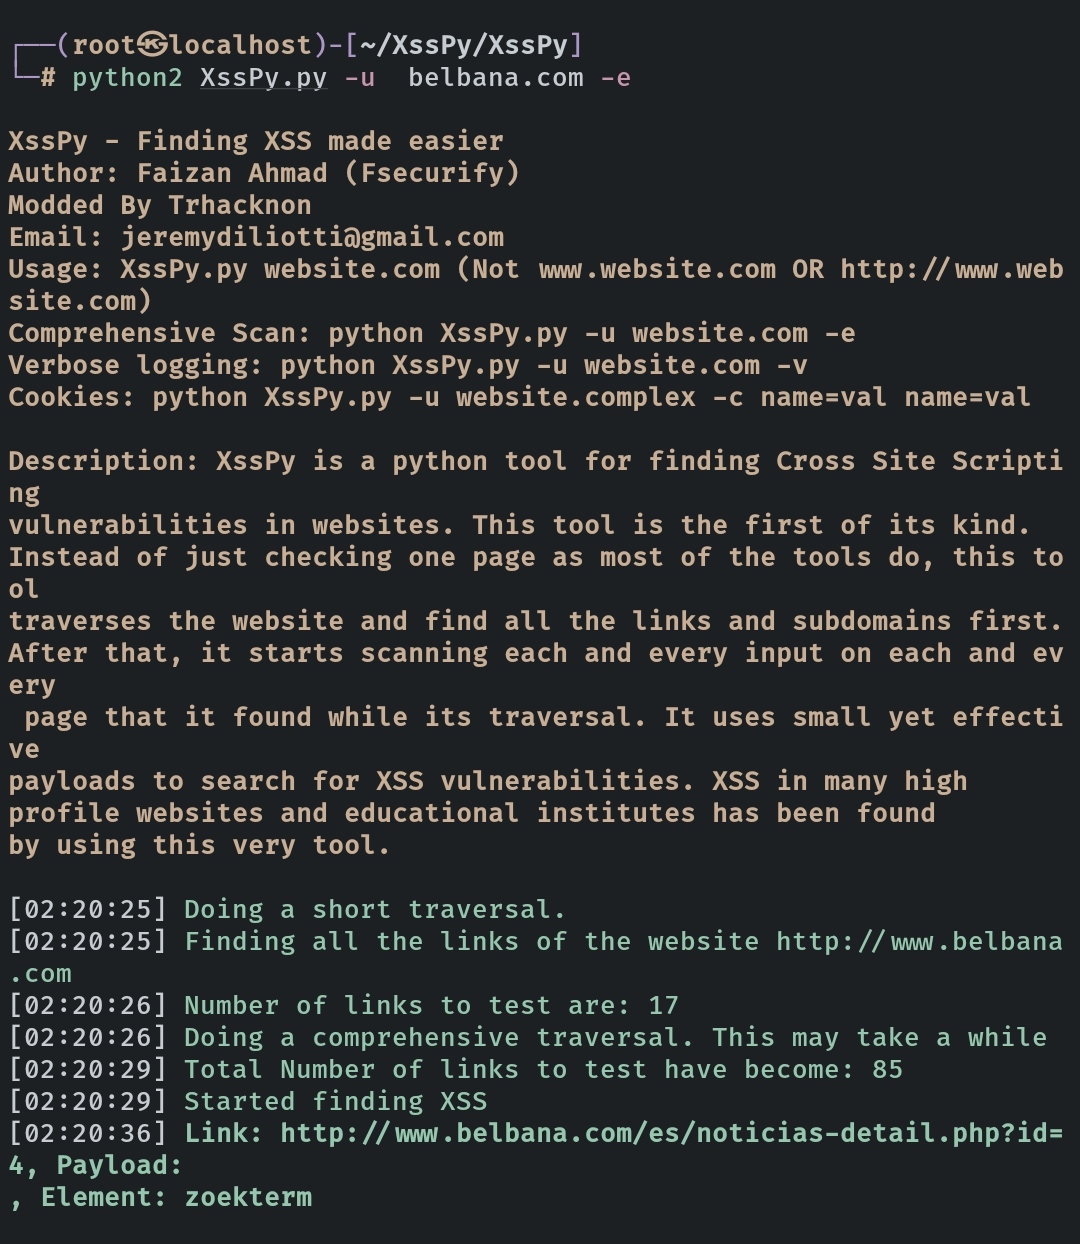 ┌──(root㉿localhost)-[~/XssPy/XssPy]
└─# python2 XssPy.py -u  belbana.com -e
XssPy - Finding XSS made easier
Author: Faizan Ahmad (Fsecurify)
Modded By Trhacknon
Email: jeremydiliotti@gmail.com
Usage: XssPy.py website.com (Not www.website.com OR http://www.web
site.com)
Comprehensive Scan: python XssPy.py -u website.com -e
Verbose logging: python XssPy.py -u website.com -v
Cookies: python XssPy.py -u website.complex -c name=val name=val
Description: XssPy is a python tool for finding Cross Site Scripti
ng
vulnerabilities in websites. This tool is the first of its kind.
Instead of just checking one page as most of the tools do, this to
ol
traverses the website and find all the links and subdomains first.
After that, it starts scanning each and every input on each and ev
ery
 page that it found while its traversal. It uses small yet effecti
ve
payloads to search for XSS vulnerabilities. XSS in many high
profile websites and educational institutes has been found
by using this very tool.
[02:20:25] Doing a short traversal.
[02:20:25] Finding all the links of the website http://www.belbana
.com
[02:20:26] Number of links to test are: 17
[02:20:26] Doing a comprehensive traversal. This may take a while
[02:20:29] Total Number of links to test have become: 85
[02:20:29] Started finding XSS
[02:20:36] Link: http://www.belbana.com/es/noticias-detail.php?id=
4, Payload:
, Element: zoekterm